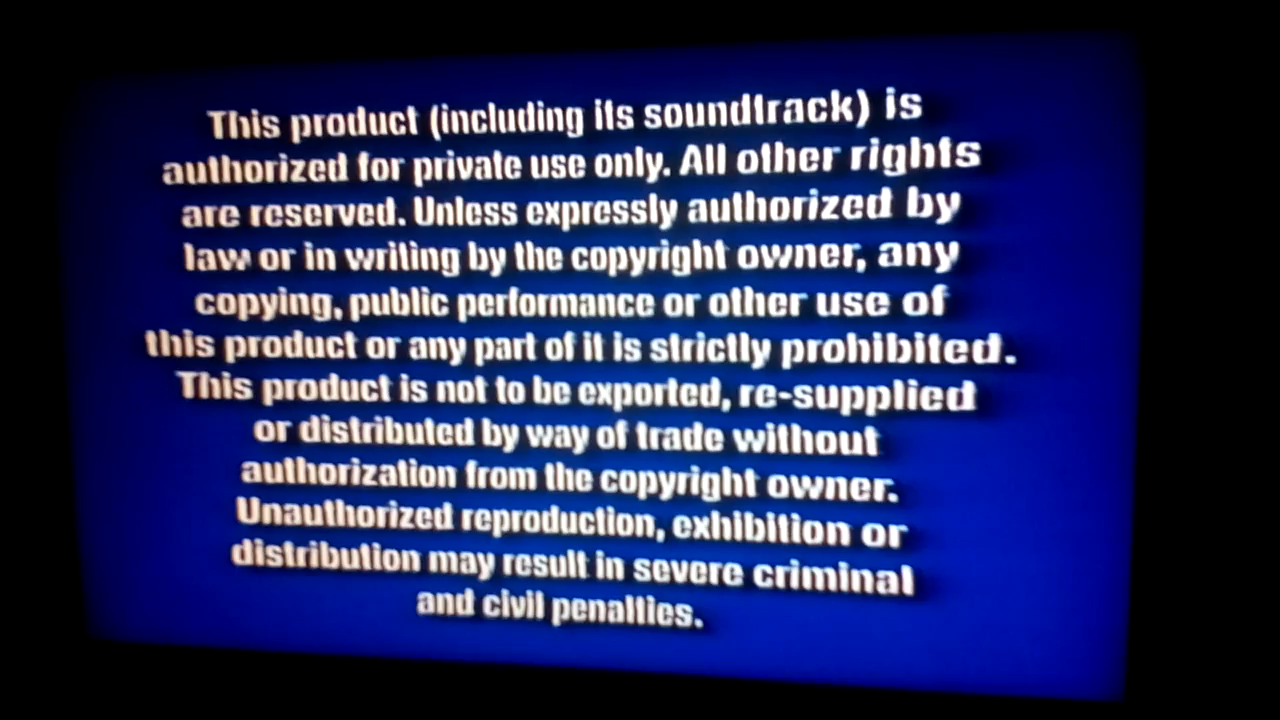 This product (including its soundtrack) is
authorized for private use only. All other rights
are reserved. Unless expressly authorized by
law or in writing by the copyright owner, any
copying, public performance or other use of
this product or any part of it is strictly prohibited.
This product is not to be exported, re-supplied
or distributed by way of trade without
authorization from the copyright owner.
Unauthorized reproduction, exhibition or
distribution may result in severe criminal
and civil penalties.